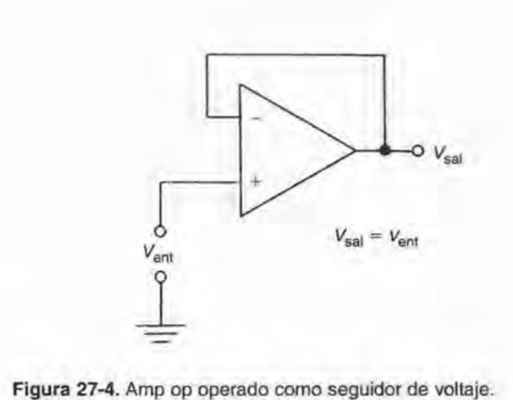 −
+
V_sal
V_ent
V_sal = V_ent
Figura 27-4. Amp op operado como seguidor de voltaje.